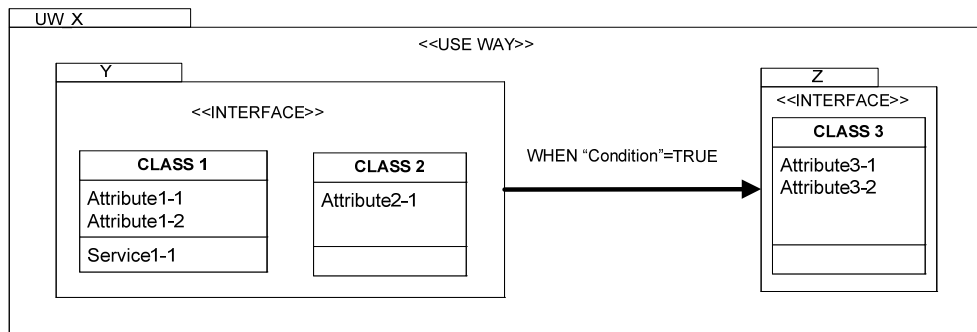 UW_X
<<USE WAY>>
Y
<<INTERFACE>>
CLASS 1
Attribute1-1
Attribute1-2
Service1-1
CLASS 2
Attribute2-1
WHEN “Condition”=TRUE
Z
<<INTERFACE>>
CLASS 3
Attribute3-1
Attribute3-2